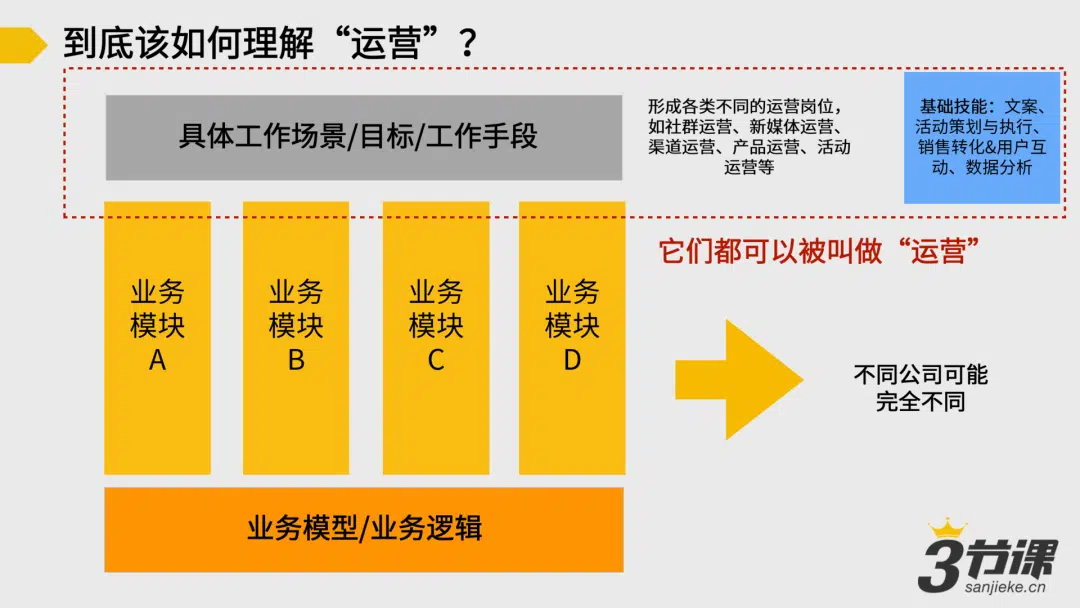 到底该如何理解“运营”？
具体工作场景/目标/工作手段
形成各类不同的运营岗位，
如社群运营、新媒体运营、
渠道运营、产品运营、活动
运营等
基础技能：文案、
活动策划与执行、
销售转化&用户互
动、数据分析
它们都可以被叫做“运营”
业务
模块
A
业务
模块
B
业务
模块
C
业务
模块
D
不同公司可能
完全不同
业务模型/业务逻辑
3节课
sanjieke.cn